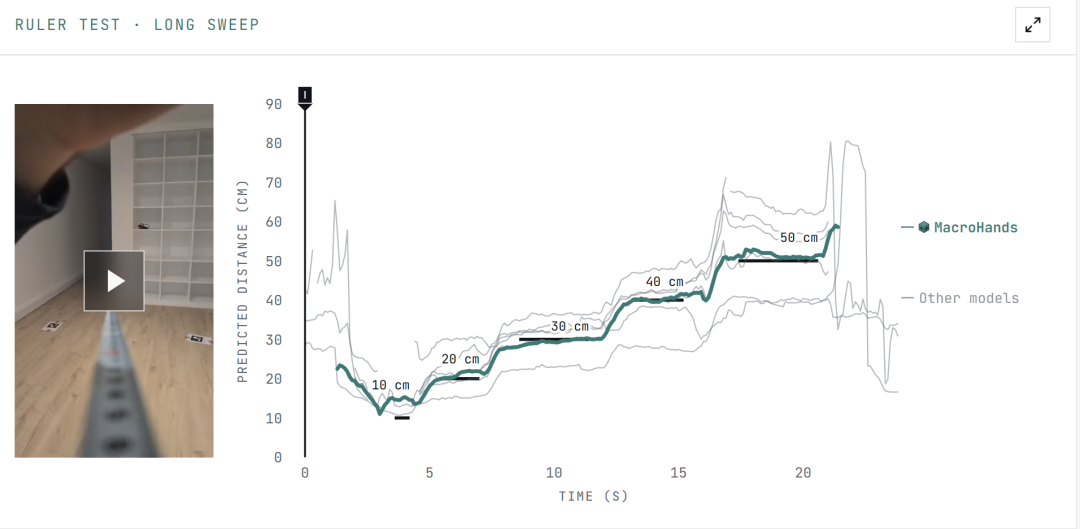 RULER TEST · LONG SWEEP
I
90
80
70
60
50
40
30
20
10
0
PREDICTED DISTANCE (CM)
10 cm
20 cm
30 cm
40 cm
50 cm
0 5 10 15 20
TIME (S)
MacroHands
Other models